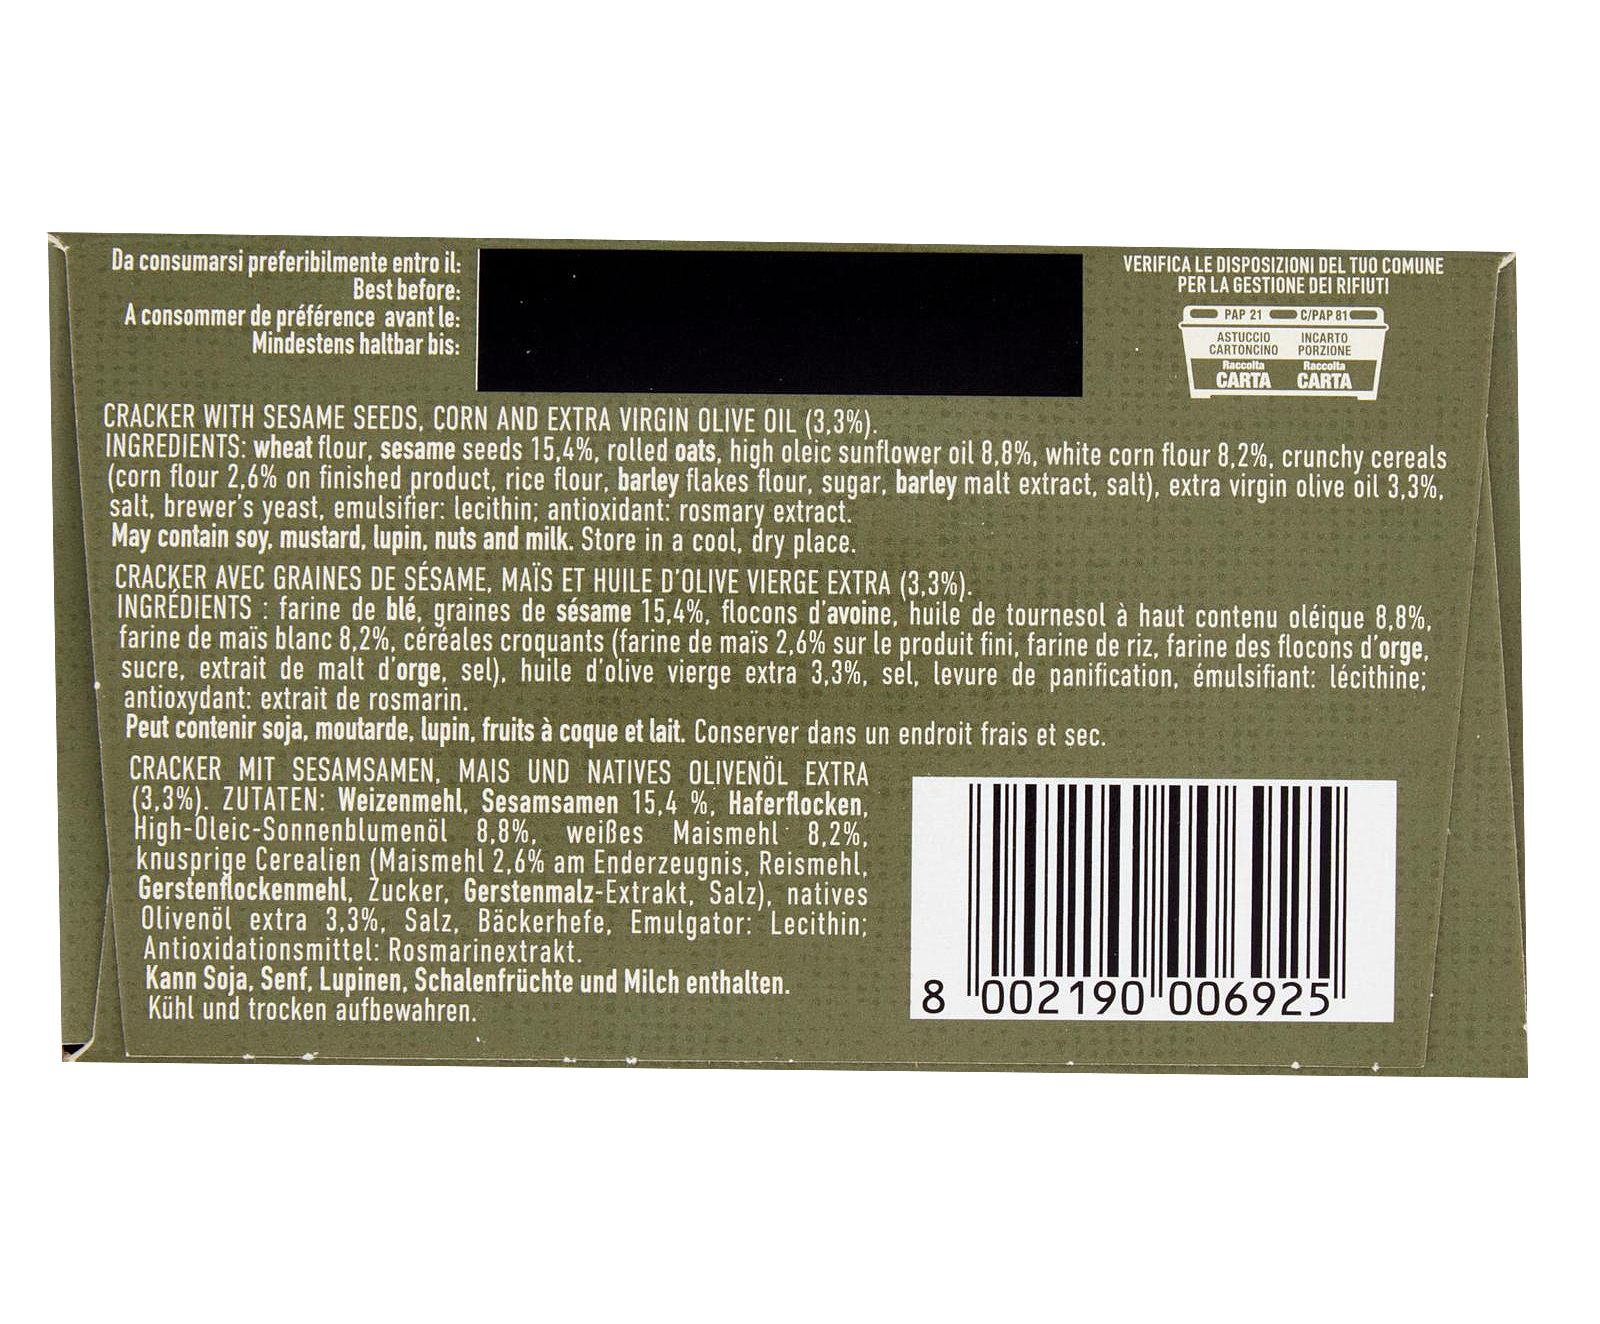 Da consumarsi preferibilmente entro il:
Best before:
A consommer de préférence avant le:
Mindestens haltbar bis:
VERIFICA LE DISPOSIZIONI DEL TUO COMUNE
PER LA GESTIONE DEI RIFIUTI
PAP 21 C/PAP 81
ASTUCCIO INCARTO
CARTONCINO PORZIONE
Raccolta Raccolta
CARTA CARTA
CRACKER WITH SESAME SEEDS, CORN AND EXTRA VIRGIN OLIVE OIL (3,3%).
INGREDIENTS: wheat flour, sesame seeds 15,4%, rolled oats, high oleic sunflower oil 8,8%, white corn flour 8,2%, crunchy cereals
(corn flour 2,6% on finished product, rice flour, barley flakes flour, sugar, barley malt extract, salt), extra virgin olive oil 3,3%,
salt, brewer's yeast, emulsifier: lecithin; antioxidant: rosmary extract.
May contain soy, mustard, lupin, nuts and milk. Store in a cool, dry place.
CRACKER AVEC GRAINES DE SÉSAME, MAÏS ET HUILE D'OLIVE VIERGE EXTRA (3,3%).
INGRÉDIENTS : farine de blé, graines de sésame 15,4%, flocons d'avoine, huile de tournesol à haut contenu oléique 8,8%,
farine de maïs blanc 8,2%, céréales croquants (farine de maïs 2,6% sur le produit fini, farine de riz, farine des flocons d'orge,
sucre, extrait de malt d'orge, sel), huile d'olive vierge extra 3,3%, sel, levure de panification, émulsifiant: lécithine;
antioxydant: extrait de rosmarin.
Peut contenir soja, moutarde, lupin, fruits à coque et lait. Conserver dans un endroit frais et sec.
CRACKER MIT SESAMSAMEN, MAIS UND NATIVES OLIVENÖL EXTRA
(3,3%). ZUTATEN: Weizenmehl, Sesamsamen 15,4 %, Haferflocken,
High-Oleic-Sonnenblumenöl 8,8%, weißes Maismehl 8,2%,
knusprige Cerealien (Maismehl 2,6% am Enderzeugnis, Reismehl,
Gerstenflockenmehl, Zucker, Gerstenmalz-Extrakt, Salz), natives
Olivenöl extra 3,3%, Salz, Bäckerhefe, Emulgator: Lecithin;
Antioxidationsmittel: Rosmarinextrakt.
Kann Soja, Senf, Lupinen, Schalenfrüchte und Milch enthalten.
Kühl und trocken aufbewahren.
8 002190 006925